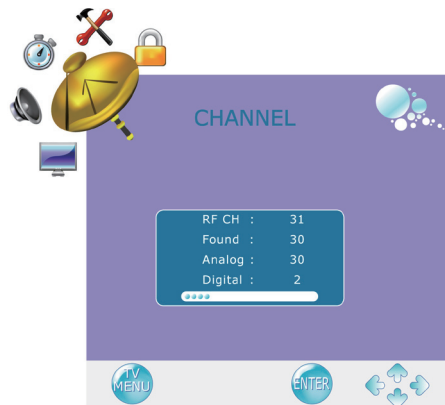 CHANNEL
RF CH : 31
Found : 30
Analog : 30
Digital : 2
TV
MENU
ENTER